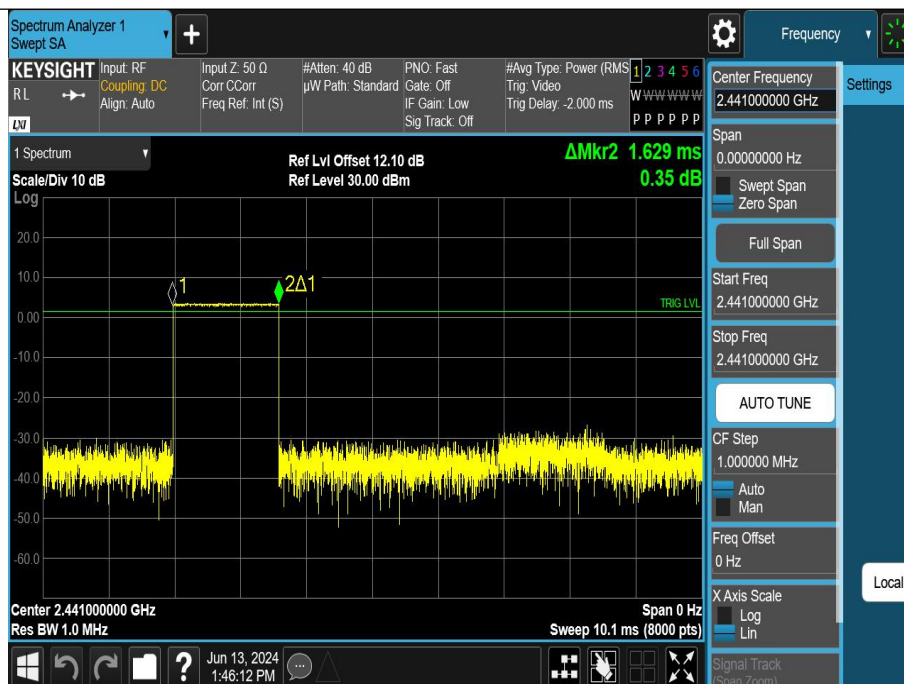 Spectrum Analyzer 1
Swept SA
+
Frequency
KEYSIGHT
RL
LXI
Input: RF
Coupling: DC
Align: Auto
Input Z: 50 Ω
Corr CCorr
Freq Ref: Int (S)
#Atten: 40 dB
µW Path: Standard
PNO: Fast
Gate: Off
IF Gain: Low
Sig Track: Off
#Avg Type: Power (RMS
Trig: Video
Trig Delay: -2.000 ms
1 2 3 4 5 6
W W W W W W
P P P P P P
Center Frequency
2.441000000 GHz
Settings
1 Spectrum
Scale/Div 10 dB
Log
Ref Lvl Offset 12.10 dB
Ref Level 30.00 dBm
ΔMkr2 1.629 ms
0.35 dB
Span
0.00000000 Hz
Swept Span
Zero Span
Full Span
Start Freq
2.441000000 GHz
Stop Freq
2.441000000 GHz
AUTO TUNE
CF Step
1.000000 MHz
Auto
Man
Freq Offset
0 Hz
X Axis Scale
Log
Lin
Signal Track
(Span Zoom)
Local
20.0
10.0
0.00
-10.0
-20.0
-30.0
-40.0
-50.0
-60.0
1
2Δ1
TRIG LVL
Center 2.441000000 GHz
Res BW 1.0 MHz
Span 0 Hz
Sweep 10.1 ms (8000 pts)
?
Jun 13, 2024
1:46:12 PM